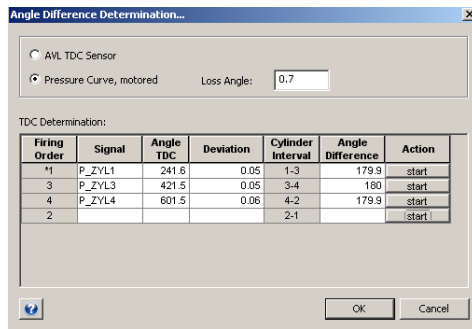 Angle Difference Determination...
AVL TDC Sensor
Pressure Curve, motored Loss Angle: 0.7
TDC Determination:
Firing Order Signal Angle TDC Deviation Cylinder Interval Angle Difference Action
*1 P_ZYL1 241.6 0.05 1-3 179.9 start
3 P_ZYL3 421.5 0.05 3-4 180 start
4 P_ZYL4 601.5 0.06 4-2 179.9 start
2 2-1 start
? OK Cancel